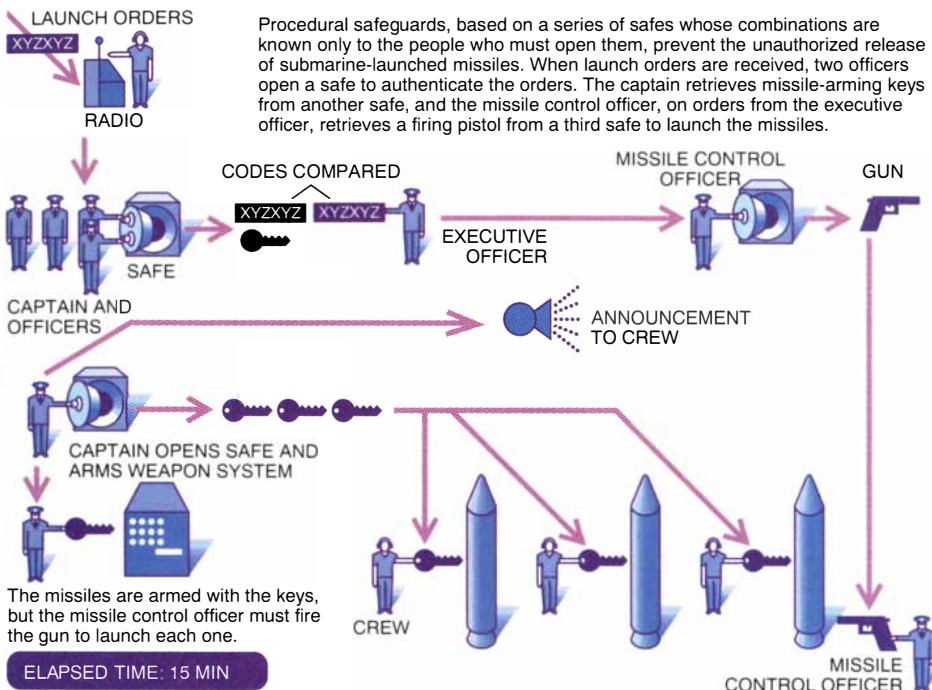 LAUNCH ORDERS
XYZXYZ
RADIO
Procedural safeguards, based on a series of safes whose combinations are
known only to the people who must open them, prevent the unauthorized release
of submarine-launched missiles. When launch orders are received, two officers
open a safe to authenticate the orders. The captain retrieves missile-arming keys
from another safe, and the missile control officer, on orders from the executive
officer, retrieves a firing pistol from a third safe to launch the missiles.
CODES COMPARED
XYZXYZ XYZXYZ
MISSILE CONTROL
OFFICER
GUN
SAFE
EXECUTIVE
OFFICER
CAPTAIN AND
OFFICERS
ANNOUNCEMENT
TO CREW
CAPTAIN OPENS SAFE AND
ARMS WEAPON SYSTEM
The missiles are armed with the keys,
but the missile control officer must fire
the gun to launch each one.
CREW
MISSILE
CONTROL OFFICER
ELAPSED TIME: 15 MIN